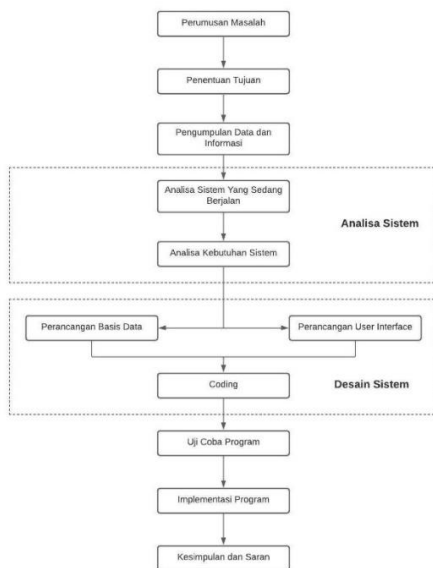 Perumusan Masalah
Penentuan Tujuan
Pengumpulan Data dan
Informasi
Analisa Sistem Yang Sedang
Berjalan
Analisa Sistem
Analisa Kebutuhan Sistem
Perancangan Basis Data
Perancangan User Interface
Coding
Desain Sistem
Uji Coba Program
Implementasi Program
Kesimpulan dan Saran